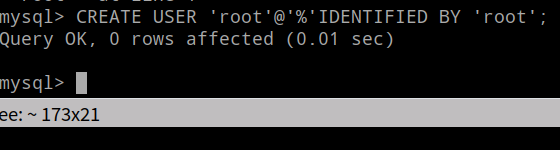 mysql> CREATE USER 'root'@'%'IDENTIFIED BY 'root';
Query OK, 0 rows affected (0.01 sec)
mysql>
ee: ~ 173x21